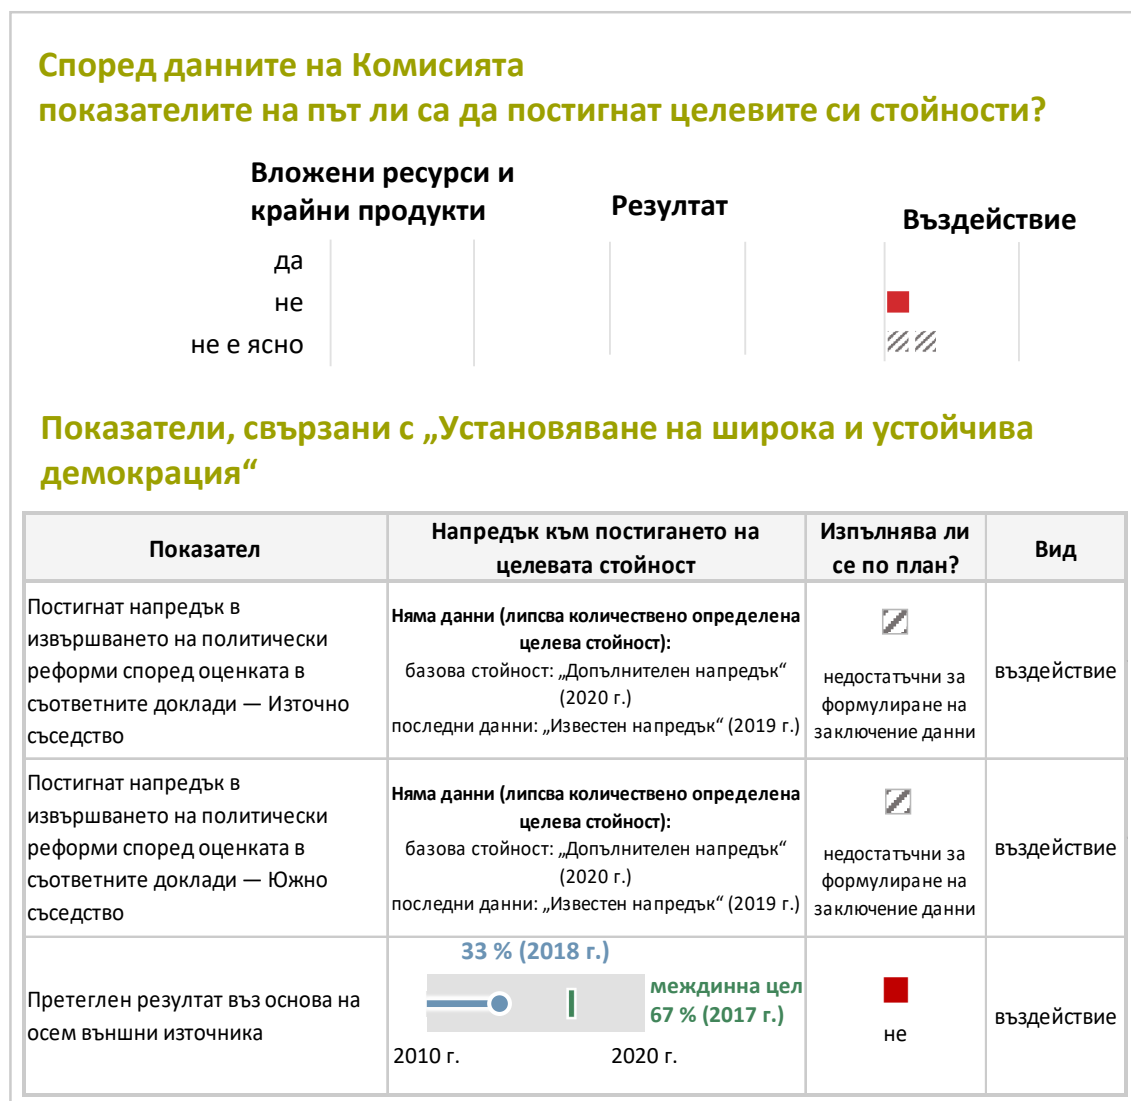 Според данните на Комисията
показателите на път ли са да постигнат целевите си стойности?
Вложени ресурси и
крайни продукти
Резултат
Въздействие
да
не
не е ясно
Показатели, свързани с „Установяване на широка и устойчива
демокрация“
Показател
Напредък към постигането на
целевата стойност
Изпълнява ли
се по план?
Вид
Постигнат напредък в
извършването на политически
реформи според оценката в
съответните доклади — Източно
съседство
Няма данни (липсва количествено определена
целева стойност):
базова стойност: „Допълнителен напредък“
(2020 г.)
последни данни: „Известен напредък“ (2019 г.)
недостатъчни за
формулиране на
заключение данни
въздействие
Постигнат напредък в
извършването на политически
реформи според оценката в
съответните доклади — Южно
съседство
Няма данни (липсва количествено определена
целева стойност):
базова стойност: „Допълнителен напредък“
(2020 г.)
последни данни: „Известен напредък“ (2019 г.)
недостатъчни за
формулиране на
заключение данни
въздействие
Претеглен резултат въз основа на
осем външни източника
33 % (2018 г.)
междинна цел
67 % (2017 г.)
2010 г.
2020 г.
не
въздействие